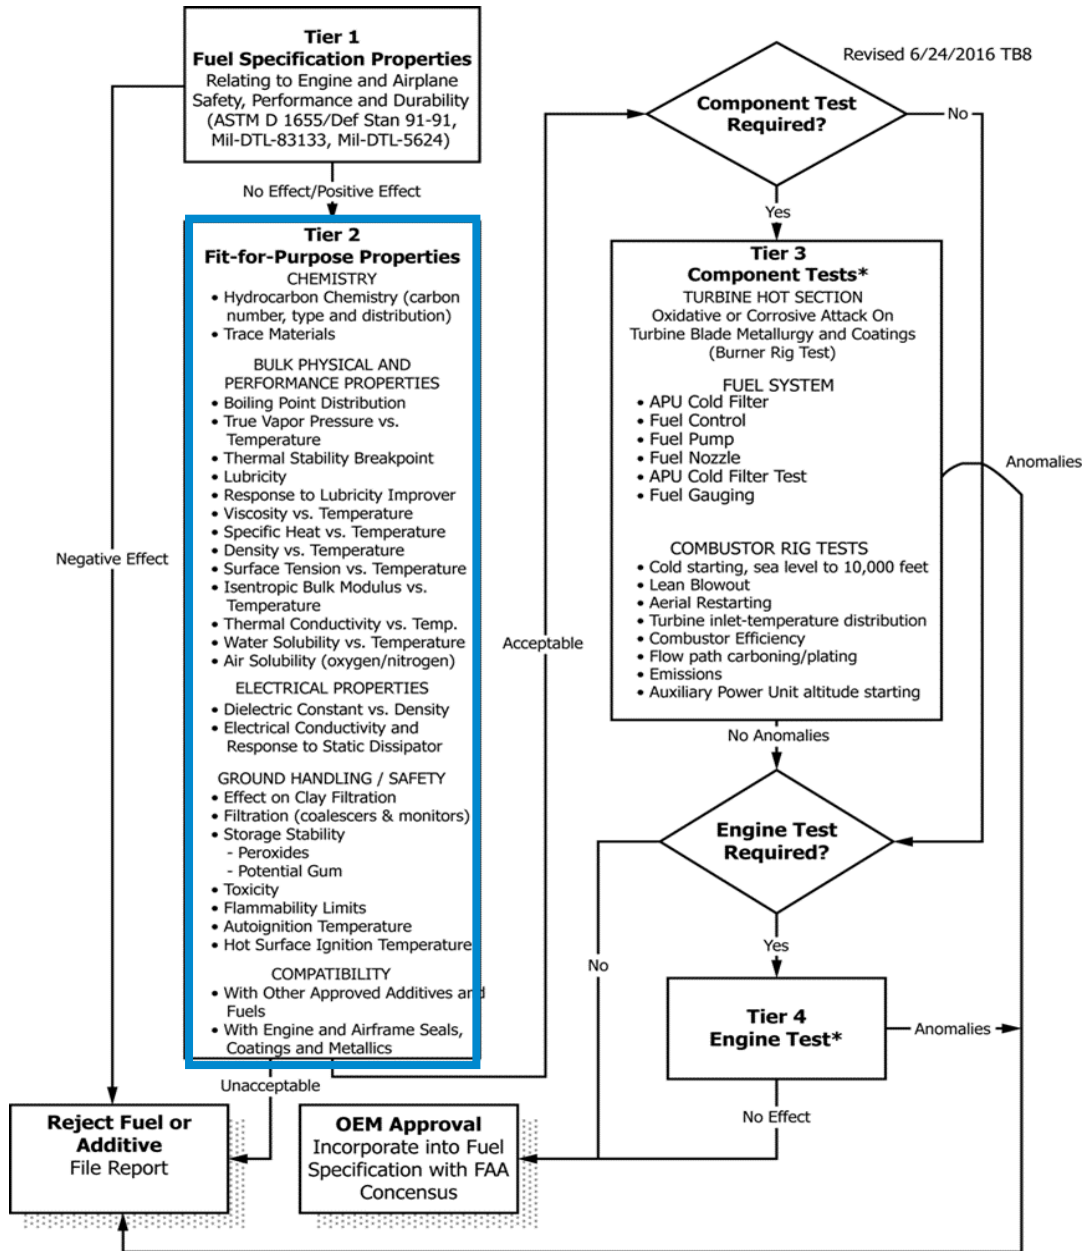 Tier 1
Fuel Specification Properties
Relating to Engine and Airplane
Safety, Performance and Durability
(ASTM D 1655/Def Stan 91-91,
Mil-DTL-83133, Mil-DTL-5624)
No Effect/Positive Effect
Negative Effect
Tier 2
Fit-for-Purpose Properties
CHEMISTRY
• Hydrocarbon Chemistry (carbon
number, type and distribution)
• Trace Materials
BULK PHYSICAL AND
PERFORMANCE PROPERTIES
• Boiling Point Distribution
• True Vapor Pressure vs.
Temperature
• Thermal Stability Breakpoint
• Lubricity
• Response to Lubricity Improver
• Viscosity vs. Temperature
• Specific Heat vs. Temperature
• Density vs. Temperature
• Surface Tension vs. Temperature
• Isentropic Bulk Modulus vs.
Temperature
• Thermal Conductivity vs. Temp.
• Water Solubility vs. Temperature
• Air Solubility (oxygen/nitrogen)
ELECTRICAL PROPERTIES
• Dielectric Constant vs. Density
• Electrical Conductivity and
Response to Static Dissipator
GROUND HANDLING / SAFETY
• Effect on Clay Filtration
• Filtration (coalescers & monitors)
• Storage Stability
- Peroxides
- Potential Gum
• Toxicity
• Flammability Limits
• Autoignition Temperature
• Hot Surface Ignition Temperature
COMPATIBILITY
• With Other Approved Additives and
Fuels
• With Engine and Airframe Seals,
Coatings and Metallics
Unacceptable
Acceptable
Reject Fuel or
Additive
File Report
Revised 6/24/2016 TB8
Component Test
Required?
No
Yes
Tier 3
Component Tests*
TURBINE HOT SECTION
Oxidative or Corrosive Attack On
Turbine Blade Metallurgy and Coatings
(Burner Rig Test)
FUEL SYSTEM
• APU Cold Filter
• Fuel Control
• Fuel Pump
• Fuel Nozzle
• APU Cold Filter Test
• Fuel Gauging
COMBUSTOR RIG TESTS
• Cold starting, sea level to 10,000 feet
• Lean Blowout
• Aerial Restarting
• Turbine inlet-temperature distribution
• Combustor Efficiency
• Flow path carboning/plating
• Emissions
• Auxiliary Power Unit altitude starting
Anomalies
No Anomalies
Engine Test
Required?
No
Yes
Tier 4
Engine Test*
Anomalies
No Effect
OEM Approval
Incorporate into Fuel
Specification with FAA
Concensus